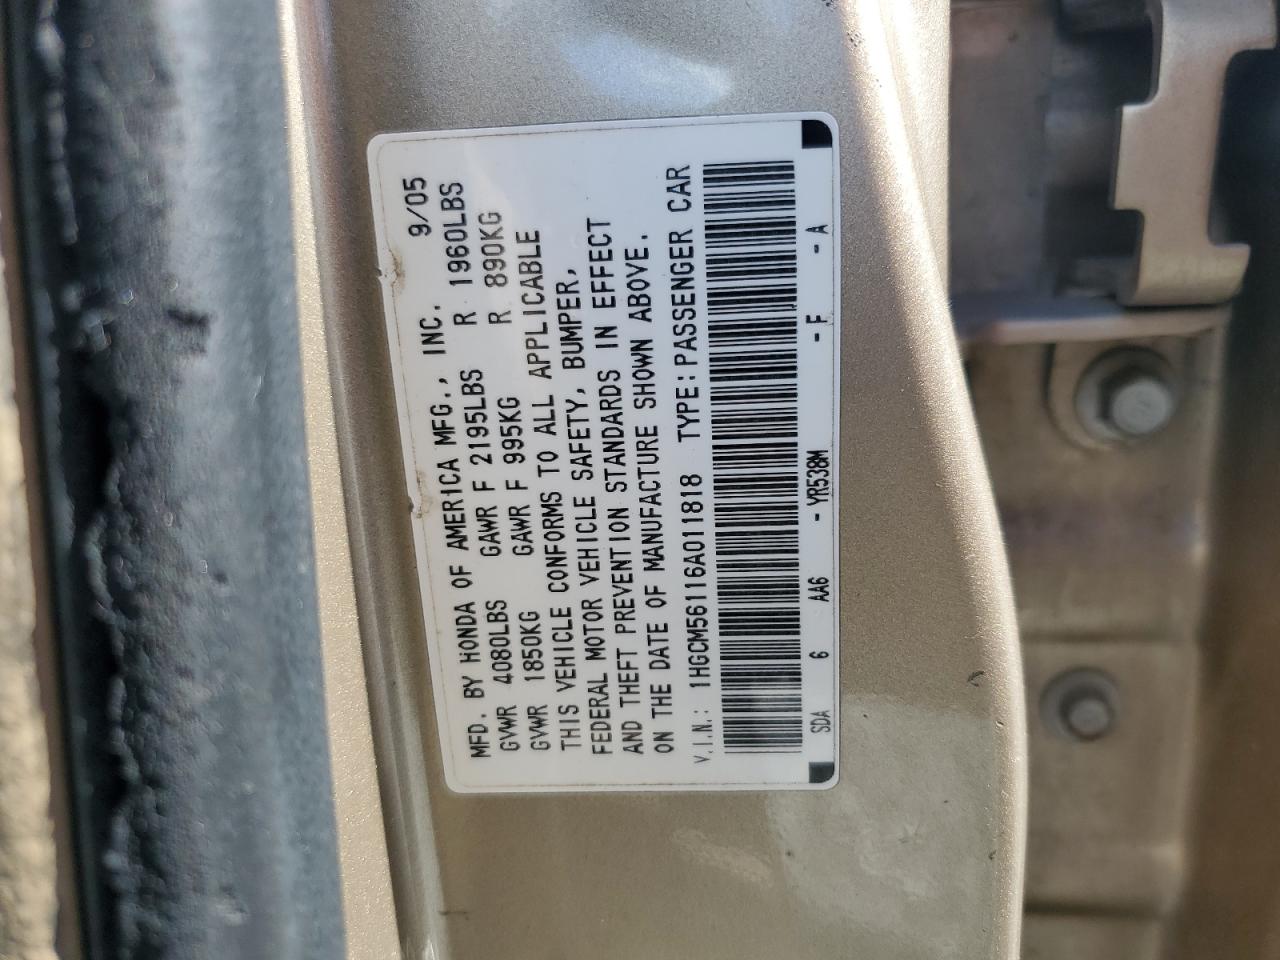 MFD. BY HONDA OF AMERICA MFG., INC. 9/05
GVWR 4080LBS GAWR F 2195LBS R 1960LBS
GVWR 1850KG GAWR F 995KG R 890KG
THIS VEHICLE CONFORMS TO ALL APPLICABLE
FEDERAL MOTOR VEHICLE SAFETY, BUMPER,
AND THEFT PREVENTION STANDARDS IN EFFECT
ON THE DATE OF MANUFACTURE SHOWN ABOVE.
V.I.N.: 1HGCM56116A011818 TYPE: PASSENGER CAR
SDA 6 AA6 - YR538M - F - A